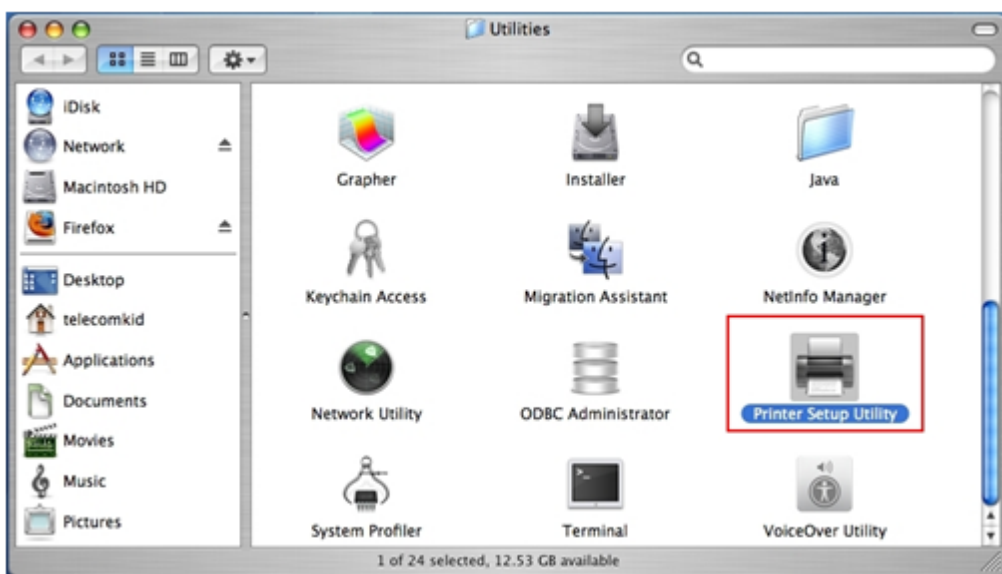 Utilities
iDisk
Network
Macintosh HD
Firefox
Desktop
telecomkid
Applications
Documents
Movies
Music
Pictures
Grapher
Installer
Java
Keychain Access
Migration Assistant
NetInfo Manager
Network Utility
ODBC Administrator
Printer Setup Utility
System Profiler
Terminal
VoiceOver Utility
1 of 24 selected, 12.53 GB available